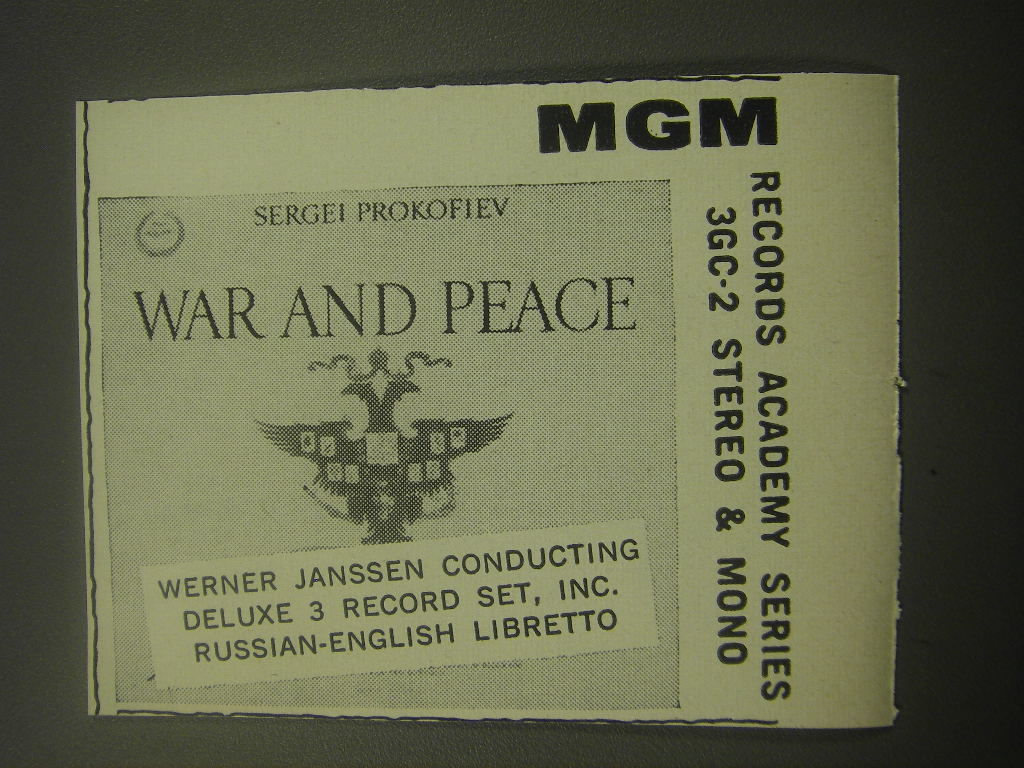 MGM
RECORDS ACADEMY SERIES
3GC-2 STEREO & MONO
SERGEI PROKOFIEV
WAR AND PEACE
WERNER JANSSEN CONDUCTING
DELUXE 3 RECORD SET, INC.
RUSSIAN-ENGLISH LIBRETTO